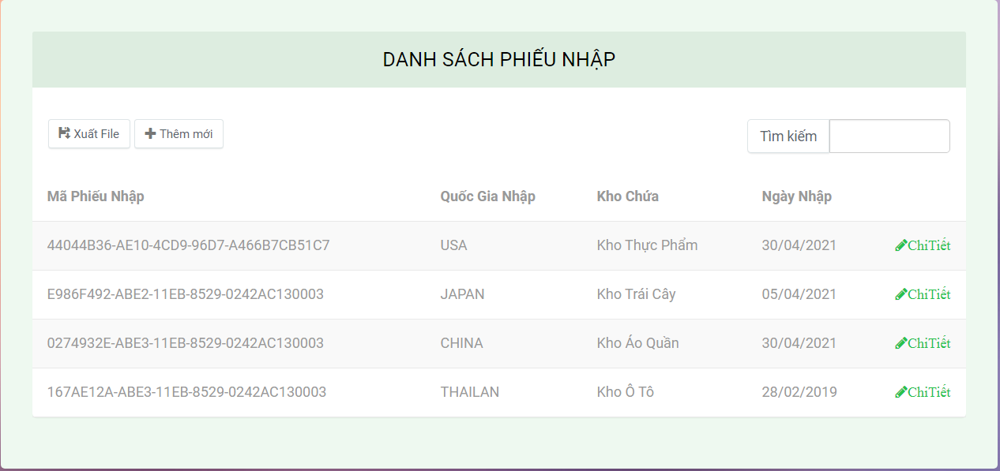 DANH SÁCH PHIẾU NHẬP
Xuất File Thêm mới Tìm kiếm
Mã Phiếu Nhập Quốc Gia Nhập Kho Chứa Ngày Nhập
44044B36-AE10-4CD9-96D7-A466B7CB51C7 USA Kho Thực Phẩm 30/04/2021 ChiTiết
E986F492-ABE2-11EB-8529-0242AC130003 JAPAN Kho Trái Cây 05/04/2021 ChiTiết
0274932E-ABE3-11EB-8529-0242AC130003 CHINA Kho Áo Quần 30/04/2021 ChiTiết
167AE12A-ABE3-11EB-8529-0242AC130003 THAILAN Kho Ô Tô 28/02/2019 ChiTiết